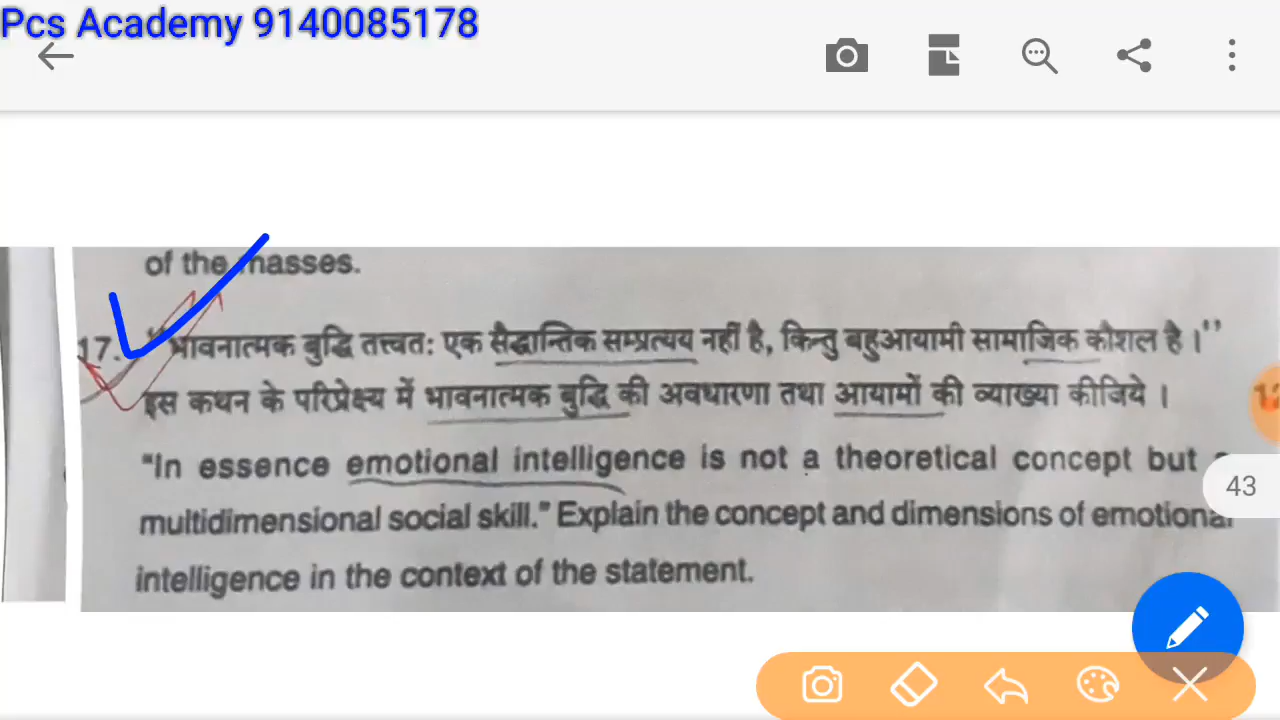 Pcs Academy 9140085178
of the masses.
17. "भावनात्मक बुद्धि तत्त्वत: एक सैद्धान्तिक सम्प्रत्यय नहीं है, किन्तु बहुआयामी सामाजिक कौशल है।"
इस कथन के परिप्रेक्ष्य में भावनात्मक बुद्धि की अवधारणा तथा आयामों की व्याख्या कीजिये।
"In essence emotional intelligence is not a theoretical concept but a
multidimensional social skill." Explain the concept and dimensions of emotional
intelligence in the context of the statement.
43